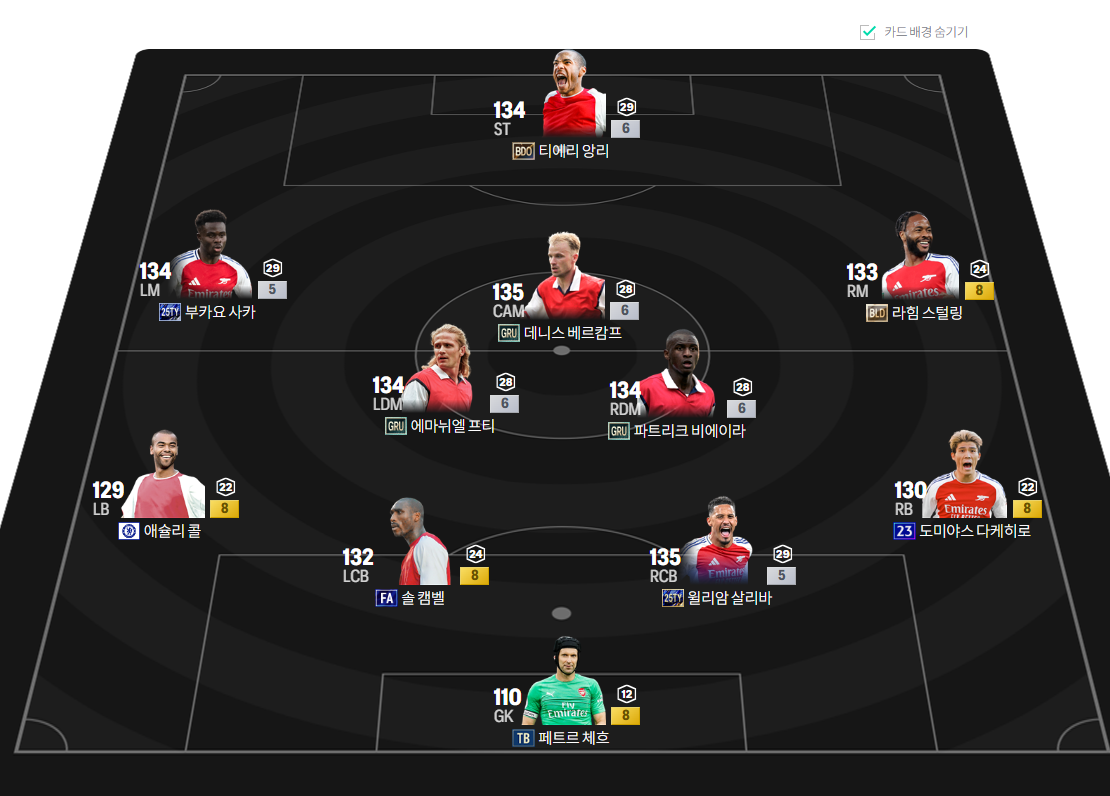 카드 배경 숨기기
134
ST
29
6
BDO 티에리 앙리
134
LM
29
5
25TY 부카요 사카
135
CAM
28
6
GRU 데니스 베르캄프
133
RM
24
8
BLD 라힘 스털링
134
LDM
28
6
GRU 에마뉘엘 프티
134
RDM
28
6
GRU 파트리크 비에이라
129
LB
22
8
애슐리 콜
132
LCB
24
8
FA 솔 캠벨
135
RCB
29
5
25TY 윌리암 살리바
130
RB
22
8
23 도미야스 다케히로
110
GK
12
8
TB 페트르 체흐
Emirates
Emirates
Emirates
Emirates
Fly
Emirates